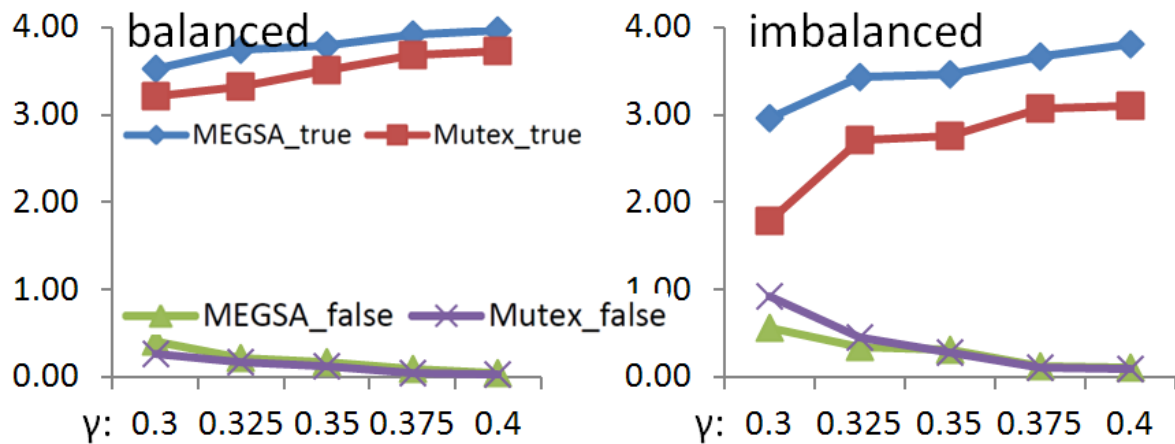 4.00 balanced
3.00
MEGSA_true Mutex_true
2.00
1.00
MEGSA_false Mutex_false
0.00
γ: 0.3 0.325 0.35 0.375 0.4
4.00 imbalanced
3.00
2.00
1.00
0.00
γ: 0.3 0.325 0.35 0.375 0.4